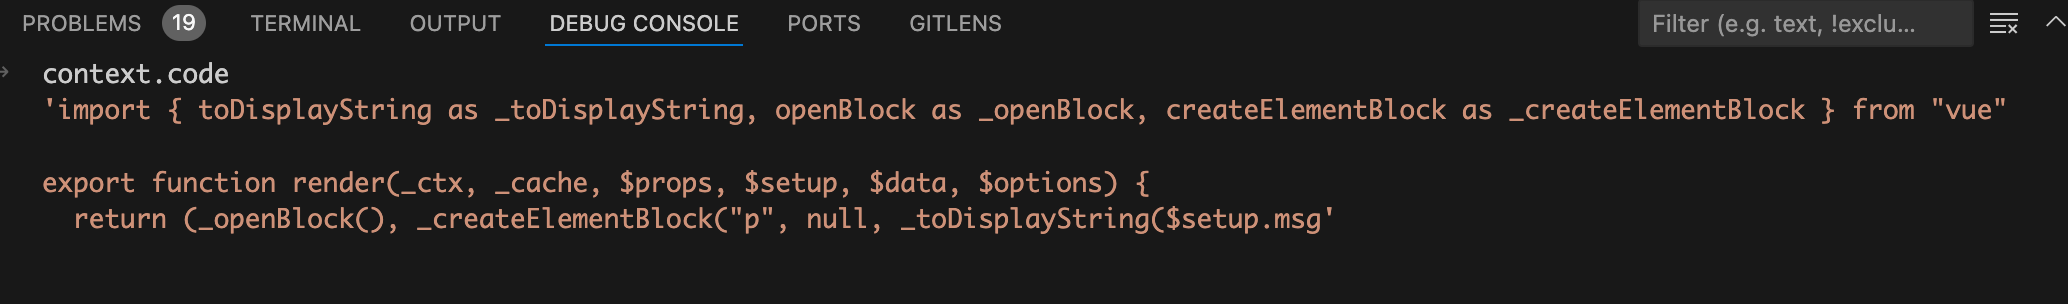 PROBLEMS 19 TERMINAL OUTPUT DEBUG CONSOLE PORTS GITLENS Filter (e.g. text, !exclu...
context.code
'import { toDisplayString as _toDisplayString, openBlock as _openBlock, createElementBlock as _createElementBlock } from "vue"
export function render(_ctx, _cache, $props, $setup, $data, $options) {
  return (_openBlock(), _createElementBlock("p", null, _toDisplayString($setup.msg'